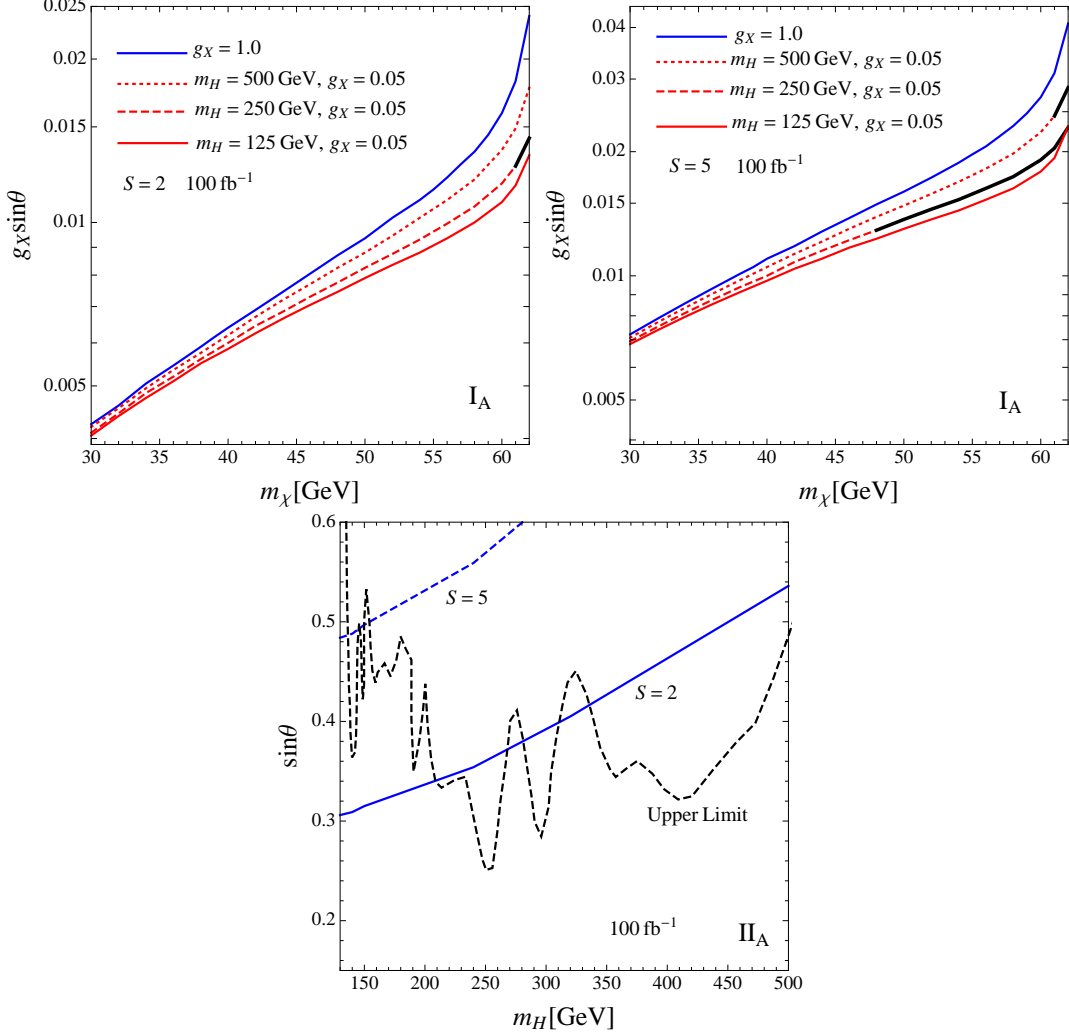 0.025
0.020
0.015
0.010
0.005
g_X sinθ
g_X = 1.0
m_H = 500 GeV, g_X = 0.05
m_H = 250 GeV, g_X = 0.05
m_H = 125 GeV, g_X = 0.05
S = 2 100 fb⁻¹
I_A
30 35 40 45 50 55 60
m_χ[GeV]
0.04
0.03
0.02
0.015
0.01
0.005
g_X sinθ
g_X = 1.0
m_H = 500 GeV, g_X = 0.05
m_H = 250 GeV, g_X = 0.05
m_H = 125 GeV, g_X = 0.05
S = 5 100 fb⁻¹
I_A
30 35 40 45 50 55 60
m_χ[GeV]
0.6
0.5
0.4
0.3
0.2
sinθ
S = 5
S = 2
Upper Limit
100 fb⁻¹
II_A
150 200 250 300 350 400 450 500
m_H[GeV]